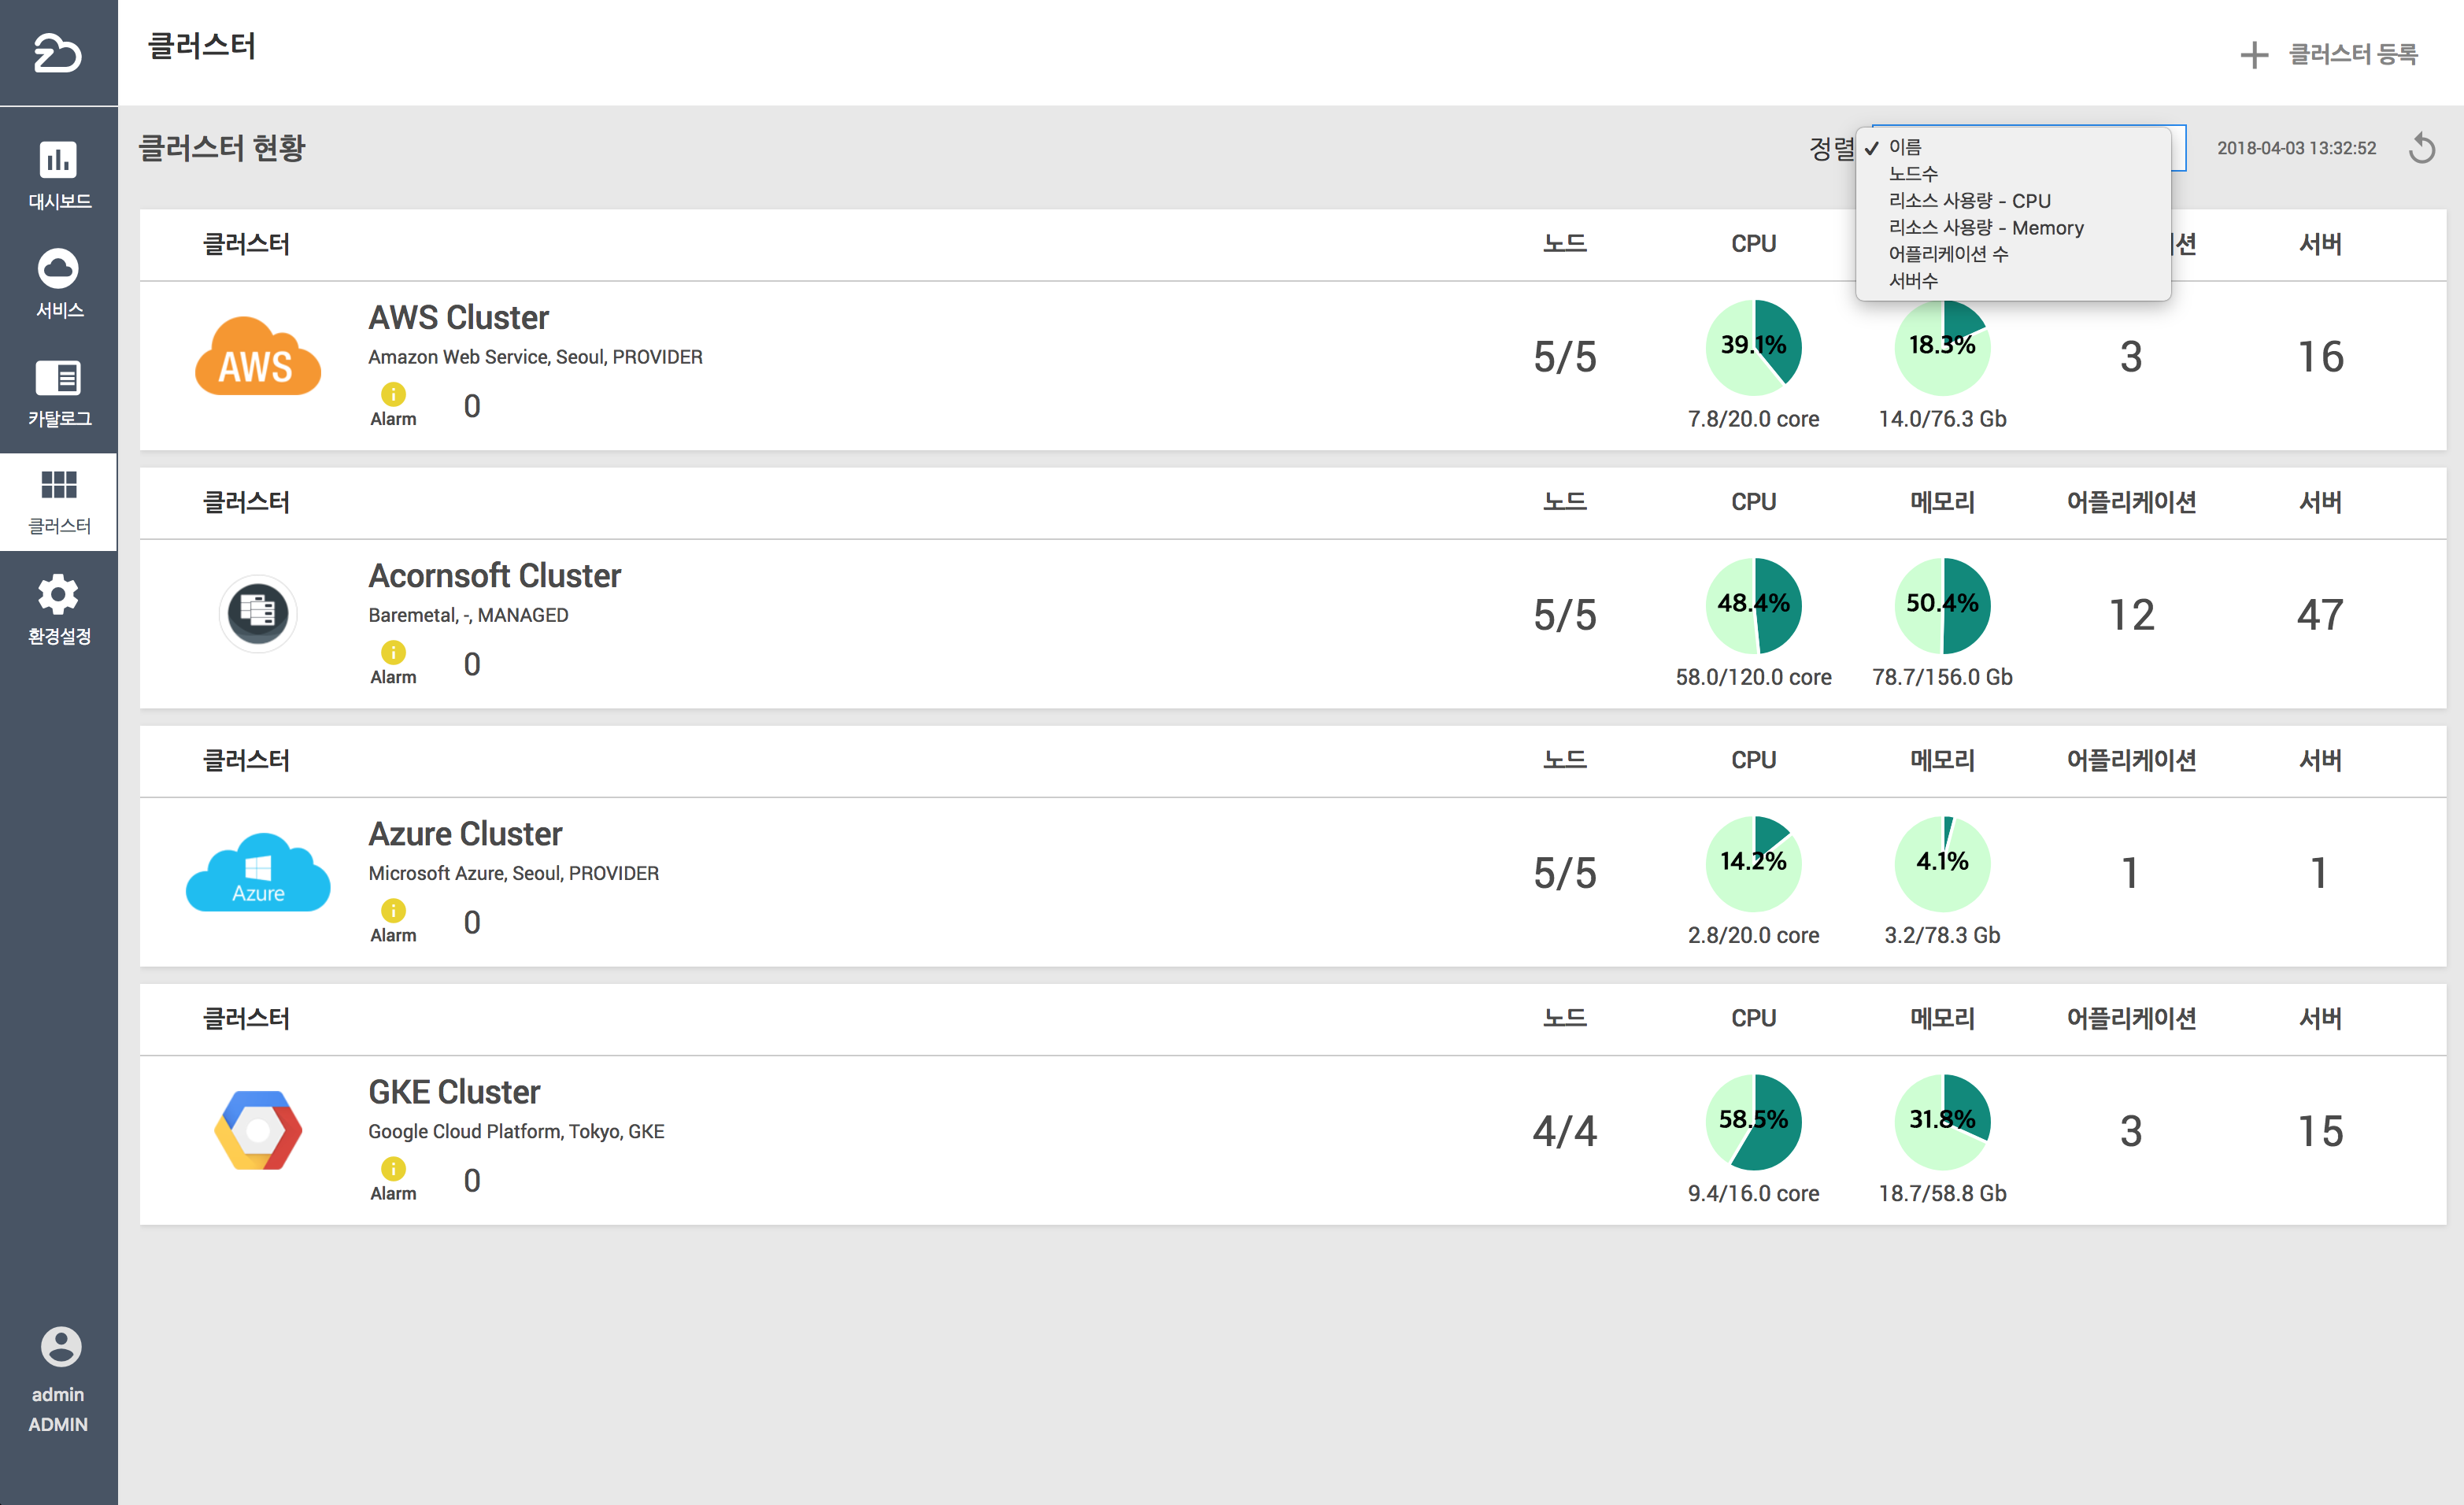 클러스터
클러스터 등록
대시보드
서비스
카탈로그
클러스터
환경설정
admin
ADMIN
클러스터 현황
정렬
✓ 이름
노드수
리소스 사용량 - CPU
리소스 사용량 - Memory
어플리케이션 수
서버수
2018-04-03 13:32:52
클러스터 노드 CPU 션 서버
AWS
AWS Cluster
Amazon Web Service, Seoul, PROVIDER
Alarm 0
5/5 39.1% 18.3% 3 16
7.8/20.0 core 14.0/76.3 Gb
클러스터 노드 CPU 메모리 어플리케이션 서버
Acornsoft Cluster
Baremetal, -, MANAGED
Alarm 0
5/5 48.4% 50.4% 12 47
58.0/120.0 core 78.7/156.0 Gb
클러스터 노드 CPU 메모리 어플리케이션 서버
Azure
Azure Cluster
Microsoft Azure, Seoul, PROVIDER
Alarm 0
5/5 14.2% 4.1% 1 1
2.8/20.0 core 3.2/78.3 Gb
클러스터 노드 CPU 메모리 어플리케이션 서버
GKE Cluster
Google Cloud Platform, Tokyo, GKE
Alarm 0
4/4 58.5% 31.8% 3 15
9.4/16.0 core 18.7/58.8 Gb